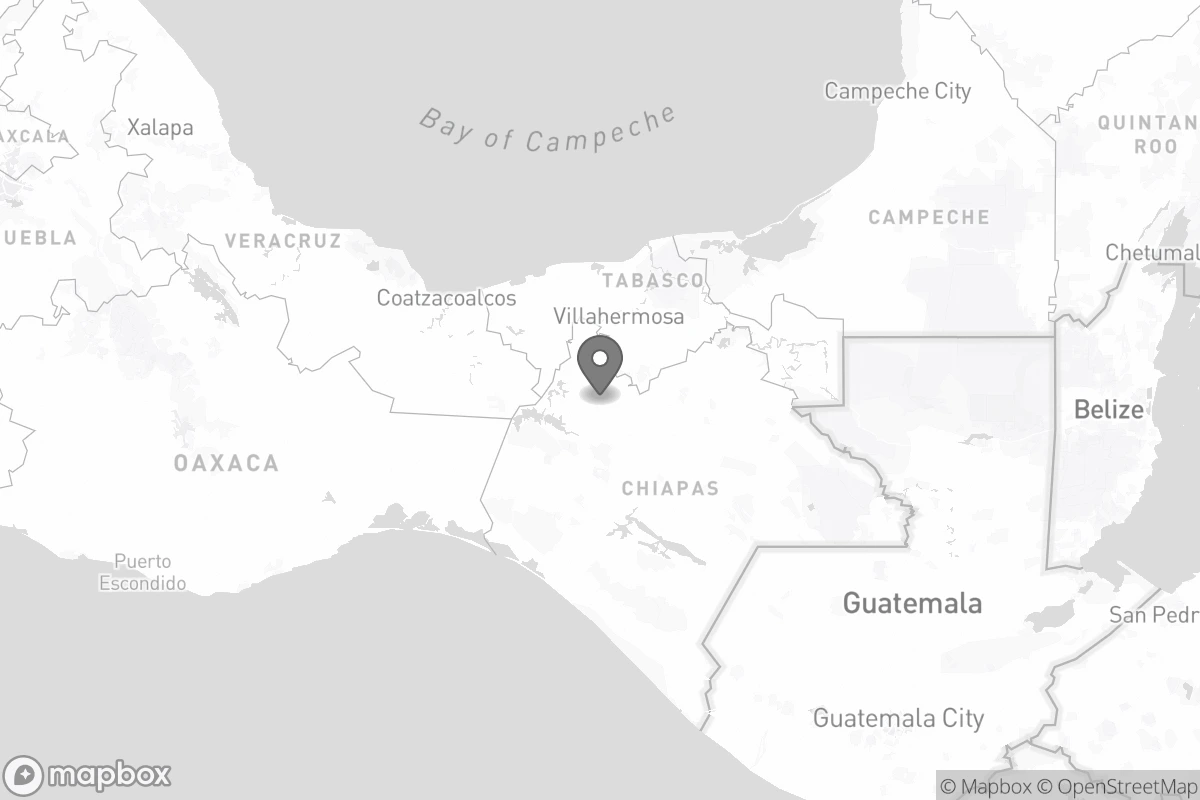 Campeche City
Bay of Campeche
Xalapa
AXCALA
QUINTAN
ROO
CAMPECHE
UEBLA
VERACRUZ
Chetumal
TABASCO
Coatzacoalcos
Villahermosa
Belize
OAXACA
CHIAPAS
Puerto
Escondido
Guatemala
San Pedr
Guatemala City
mapbox
© Mapbox © OpenStreetMap